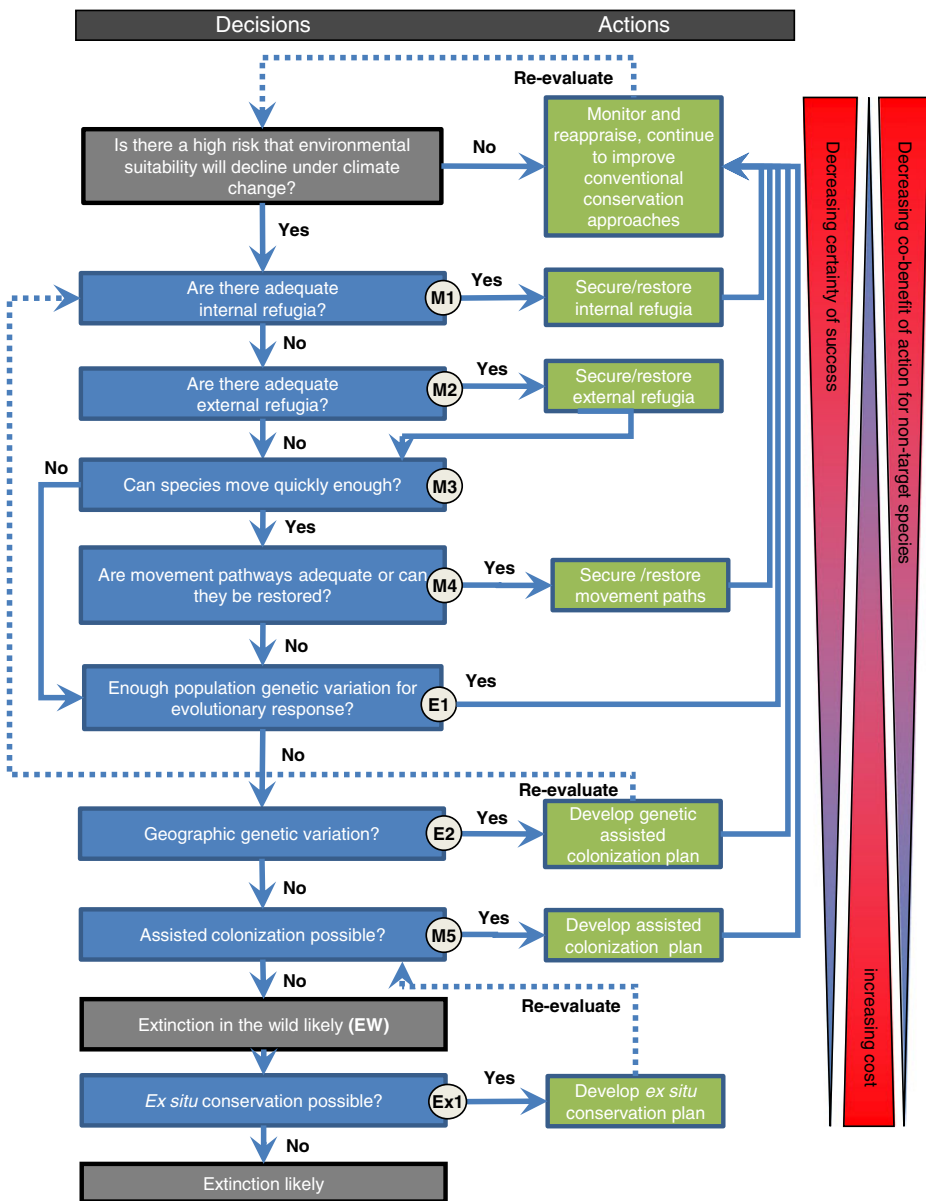 Decisions
Actions
Re-evaluate
Is there a high risk that environmental
suitability will decline under climate
change?
No
Monitor and
reappraise, continue
to improve
conventional
conservation
approaches
Yes
Are there adequate
internal refugia?
M1
Yes
Secure/restore
internal refugia
No
Are there adequate
external refugia?
M2
Yes
Secure/restore
external refugia
No
No
Can species move quickly enough?
M3
Yes
Are movement pathways adequate or can
they be restored?
M4
Yes
Secure /restore
movement paths
No
Enough population genetic variation for
evolutionary response?
E1
Yes
No
Re-evaluate
Geographic genetic variation?
E2
Yes
Develop genetic
assisted
colonization plan
No
Assisted colonization possible?
M5
Yes
Develop assisted
colonization plan
No
Re-evaluate
Extinction in the wild likely (EW)
Ex situ conservation possible?
Ex1
Yes
Develop ex situ
conservation plan
No
Extinction likely
Decreasing certainty of success
increasing cost
Decreasing co-benefit of action for non-target species